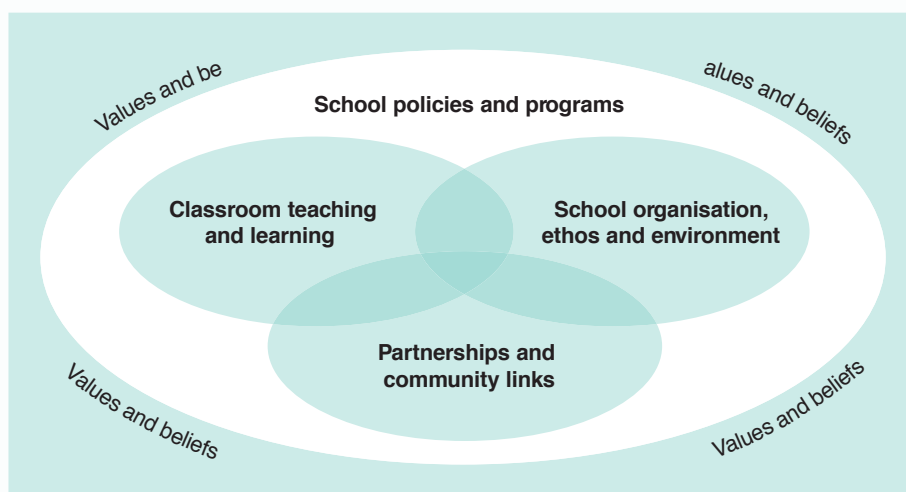 Values and be
alues and beliefs
School policies and programs
Classroom teaching
and learning
School organisation,
ethos and environment
Partnerships and
community links
Values and beliefs
Values and beliefs